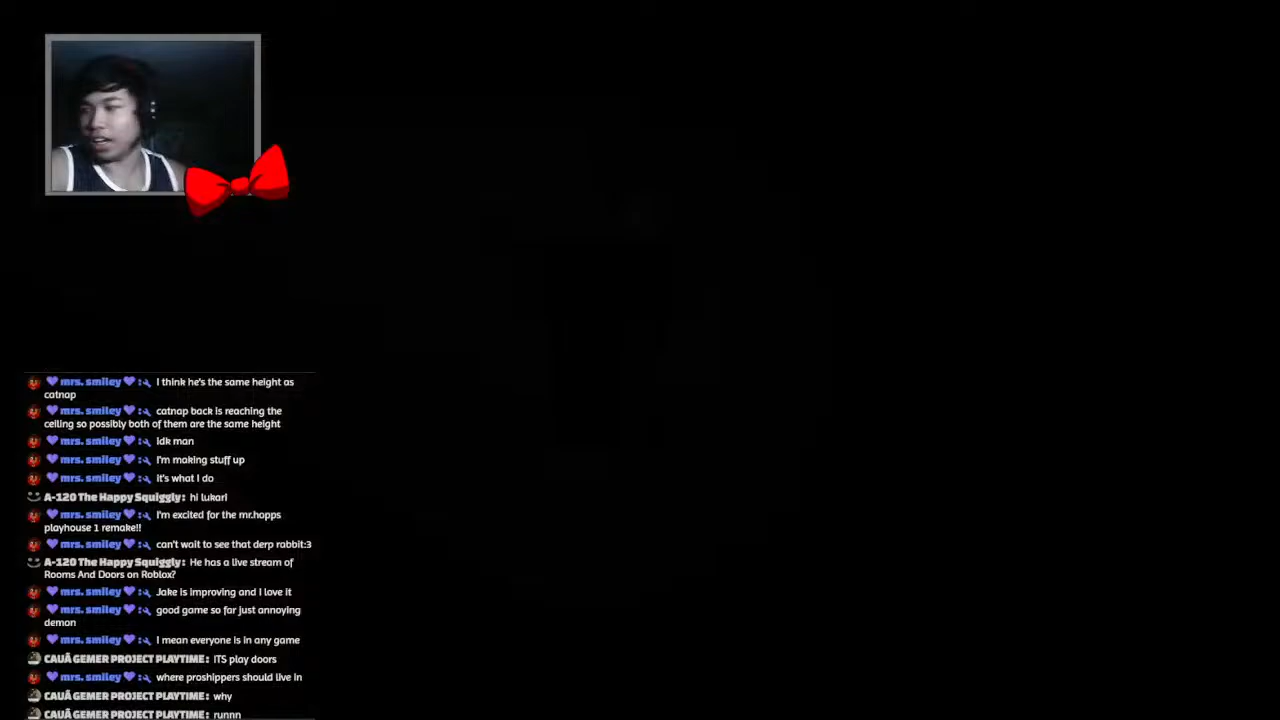 mrs. smiley : I think he's the same height as
catnap
mrs. smiley : catnap back is reaching the
ceiling so possibly both of them are the same height
mrs. smiley : Idk man
mrs. smiley : I'm making stuff up
mrs. smiley : it's what I do
A-120 The Happy Squiggly: hi lukari
mrs. smiley : I'm excited for the mr.hopps
playhouse 1 remake!!
mrs. smiley : can't wait to see that derp rabbit:3
A-120 The Happy Squiggly: He has a live stream of
Rooms And Doors on Roblox?
mrs. smiley : Jake is improving and I love it
mrs. smiley : good game so far just annoying
demon
mrs. smiley : I mean everyone is in any game
CAUÃ GEMER PROJECT PLAYTIME: ITS play doors
mrs. smiley : where proshippers should live in
CAUÃ GEMER PROJECT PLAYTIME: why
CAUÃ GEMER PROJECT PLAYTIME: runnn